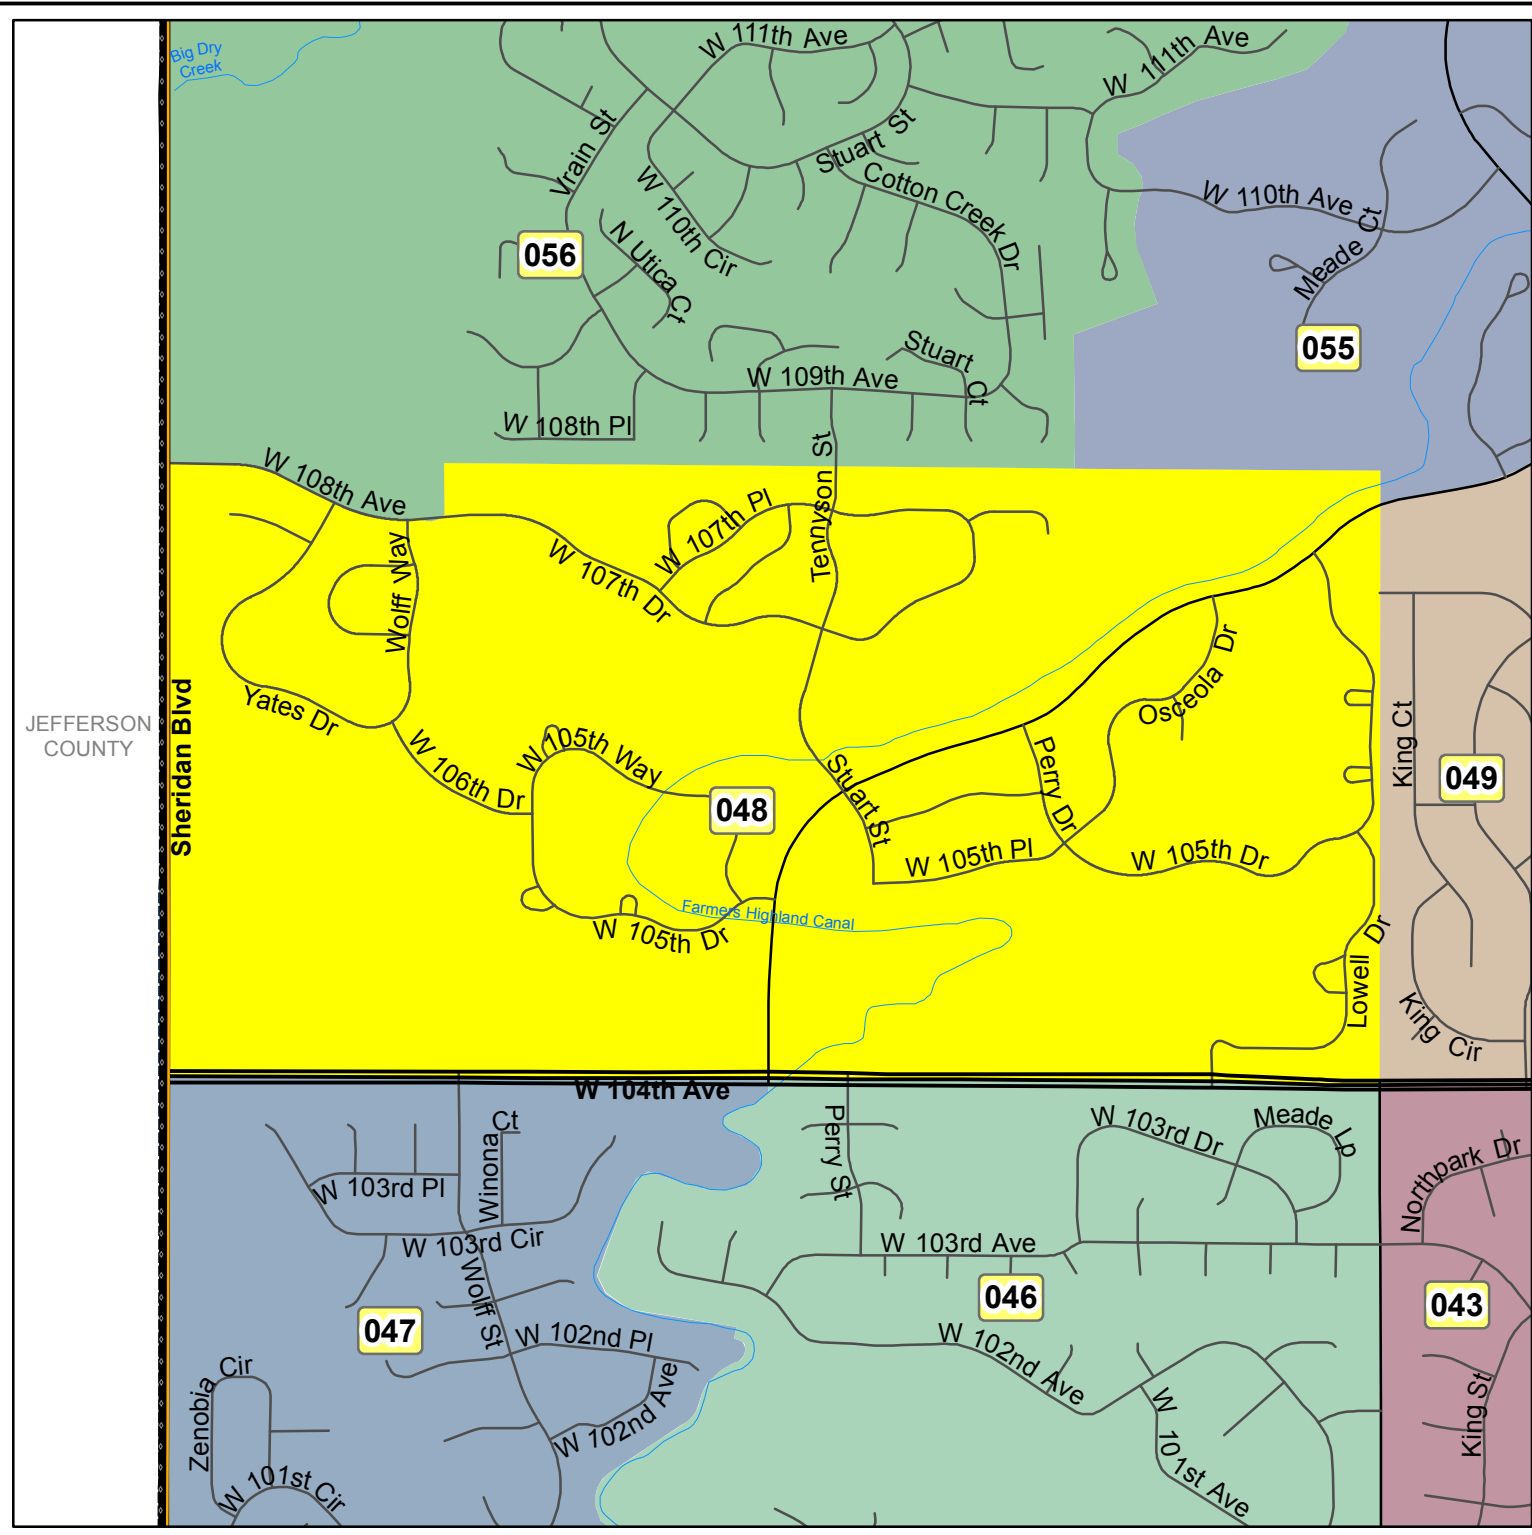 Big Dry
Creek
W 111th Ave
W 111th Ave
Vrain St
Stuart St
W 110th Cir
Cotton Creek Dr
W 110th Ave
N Utica Ct
Meade Ct
056
055
Stuart Ct
W 109th Ave
W 108th Pl
W 108th Ave
Tennyson St
W 107th Pl
W 107th Dr
Wolff Way
Yates Dr
Osceola Dr
JEFFERSON
COUNTY
Sheridan Blvd
W 106th Dr
W 105th Way
Stuart St
Perry Dr
King Ct
049
048
W 105th Pl
W 105th Dr
Farmers Highland Canal
W 105th Dr
Lowell Dr
King Cir
W 104th Ave
Winona Ct
Perry St
W 103rd Dr
Meade Lp
Northpark Dr
W 103rd Pl
W 103rd Cir
W 103rd Ave
Wolff St
046
043
047
W 102nd Pl
W 102nd Ave
Zenobia Cir
W 102nd Ave
King St
W 101st Cir
W 101st Ave